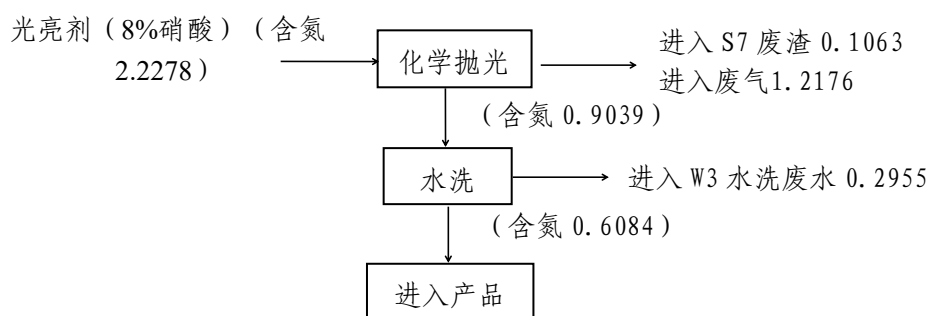 光亮剂（8%硝酸）（含氮
2.2278）
化学抛光
进入 S7 废渣 0.1063
进入废气1.2176
（含氮 0.9039）
水洗
进入 W3 水洗废水 0.2955
（含氮 0.6084）
进入产品